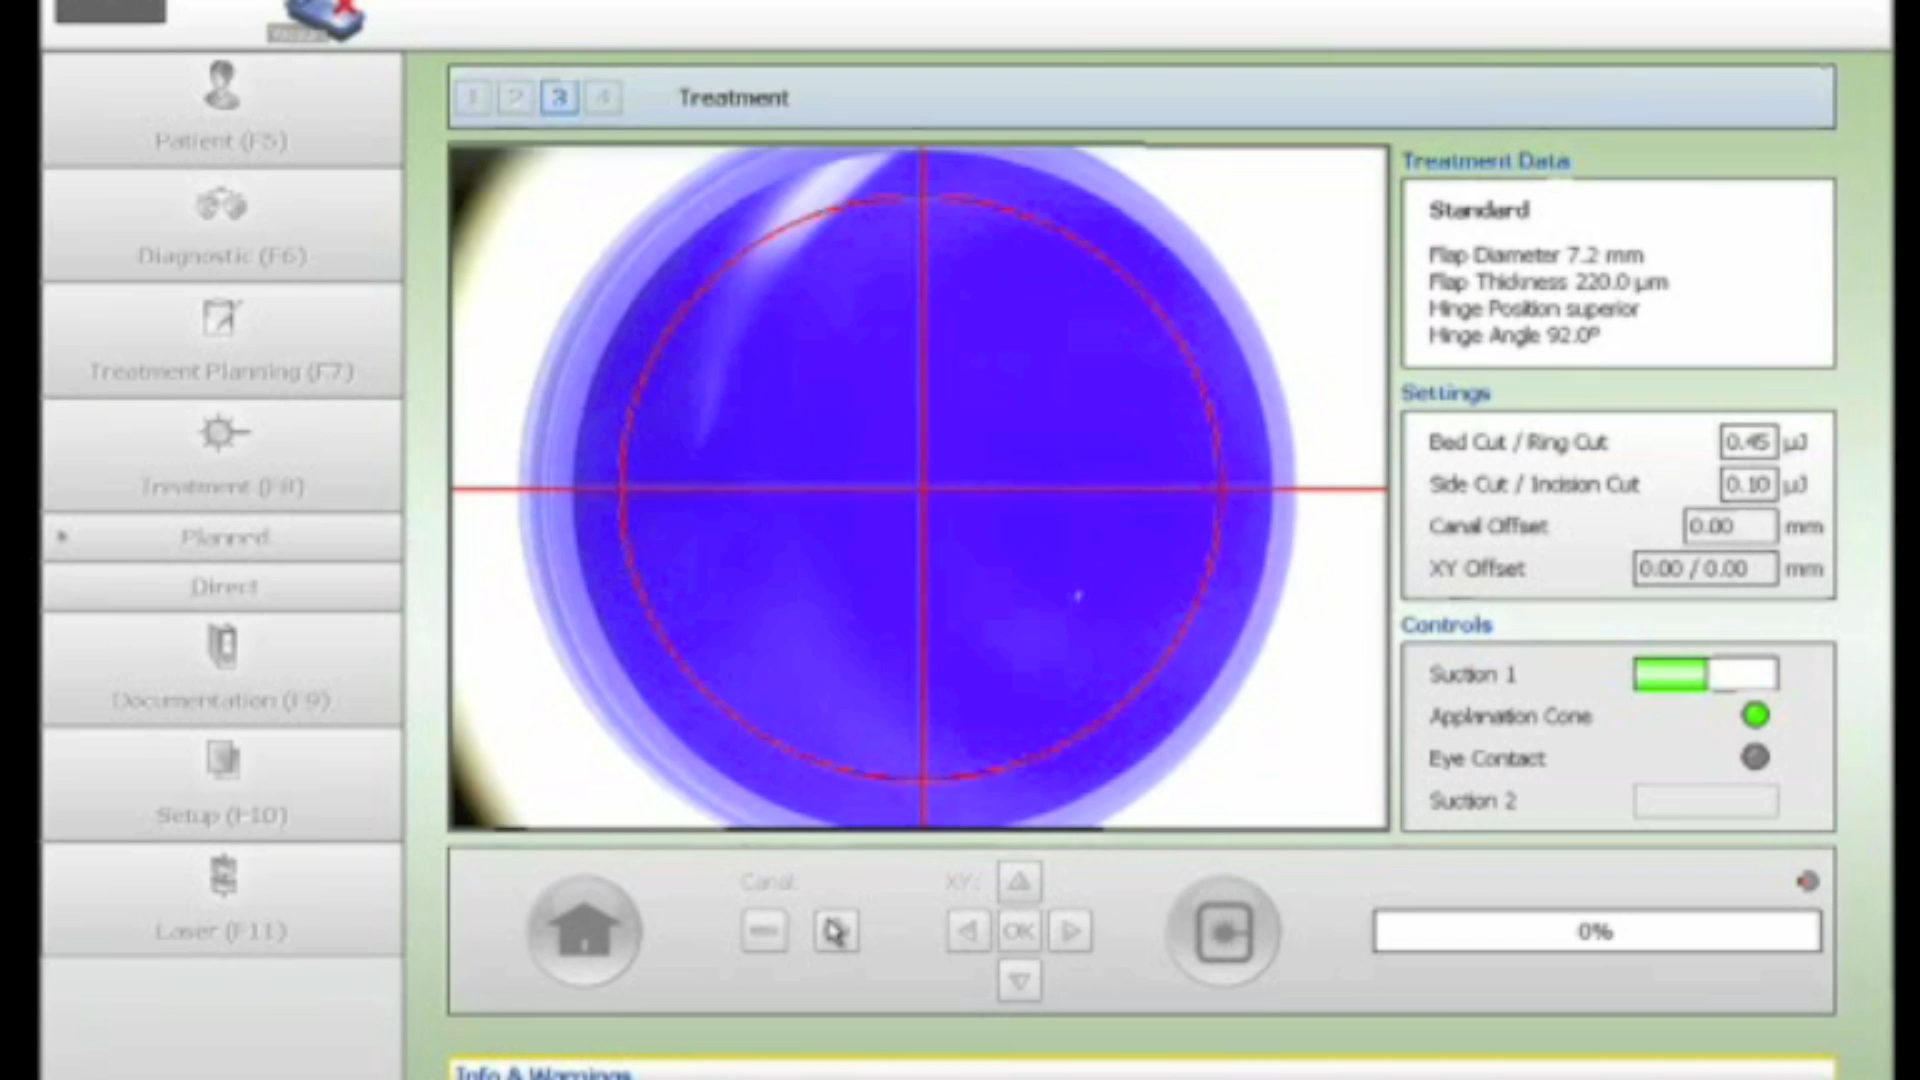 Patient (F5)
Diagnostic (F6)
Treatment Planning (F7)
Treatment (F8)
Planned
Direct
Documentation (F9)
Setup (F10)
Laser (F11)
1 2 3 4 Treatment
Treatment Data
Standard
Flap Diameter 7.2 mm
Flap Thickness 220.0 µm
Hinge Position superior
Hinge Angle 92.0º
Settings
Bed Cut / Ring Cut 0.45 µJ
Side Cut / Incision Cut 0.10 µJ
Canal Offset 0.00 mm
XY Offset 0.00 / 0.00 mm
Controls
Suction 1
Applanation Cone
Eye Contact
Suction 2
Canal:
XY:
OK
0%
Info & Warnings